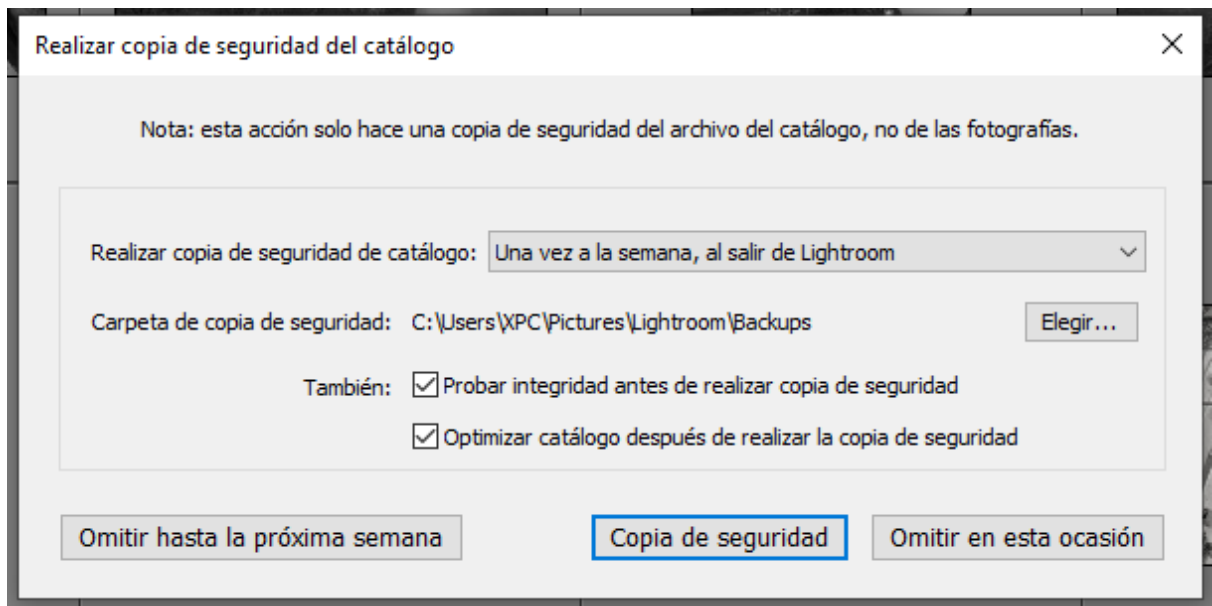 Realizar copia de seguridad del catálogo
Nota: esta acción solo hace una copia de seguridad del archivo del catálogo, no de las fotografías.
Realizar copia de seguridad de catálogo: Una vez a la semana, al salir de Lightroom
Carpeta de copia de seguridad: C:\Users\XPC\Pictures\Lightroom\Backups Elegir...
También: Probar integridad antes de realizar copia de seguridad
Optimizar catálogo después de realizar la copia de seguridad
Omitir hasta la próxima semana Copia de seguridad Omitir en esta ocasión